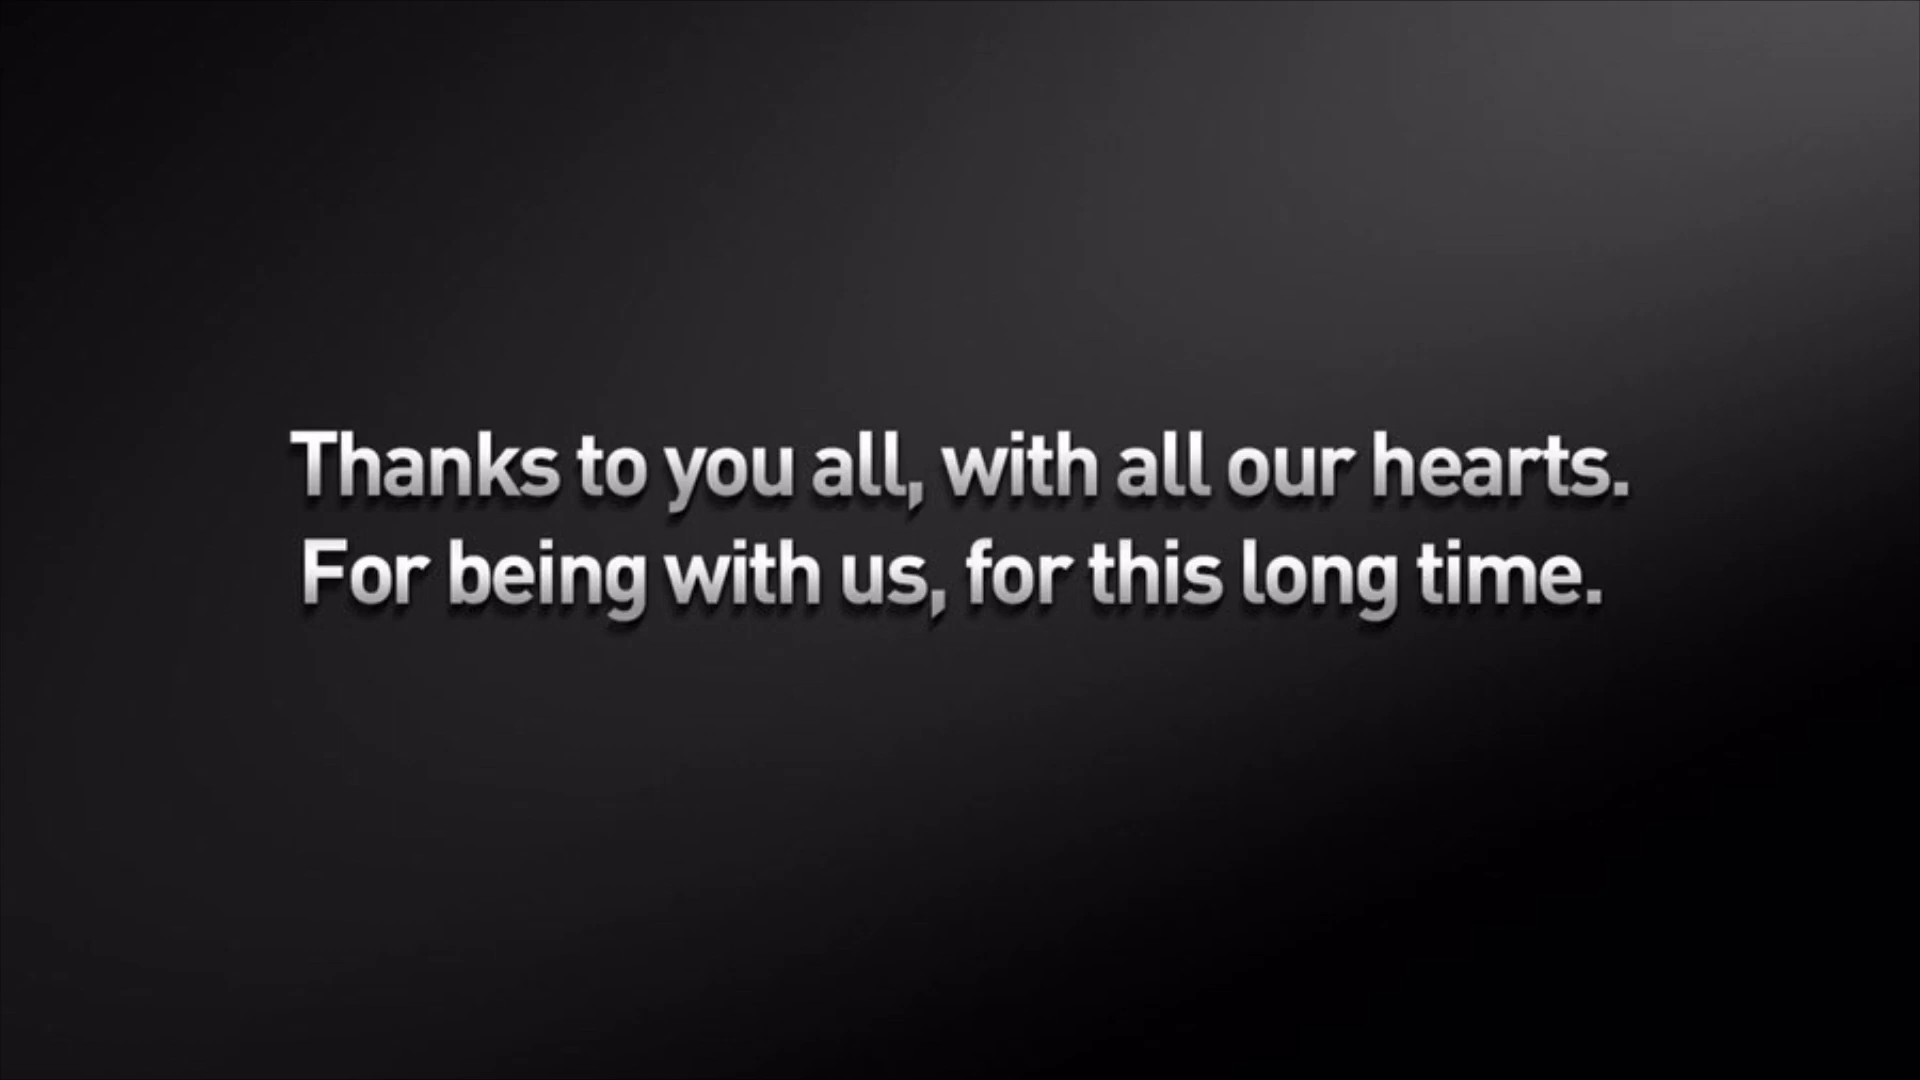 Thanks to you all, with all our hearts.
For being with us, for this long time.